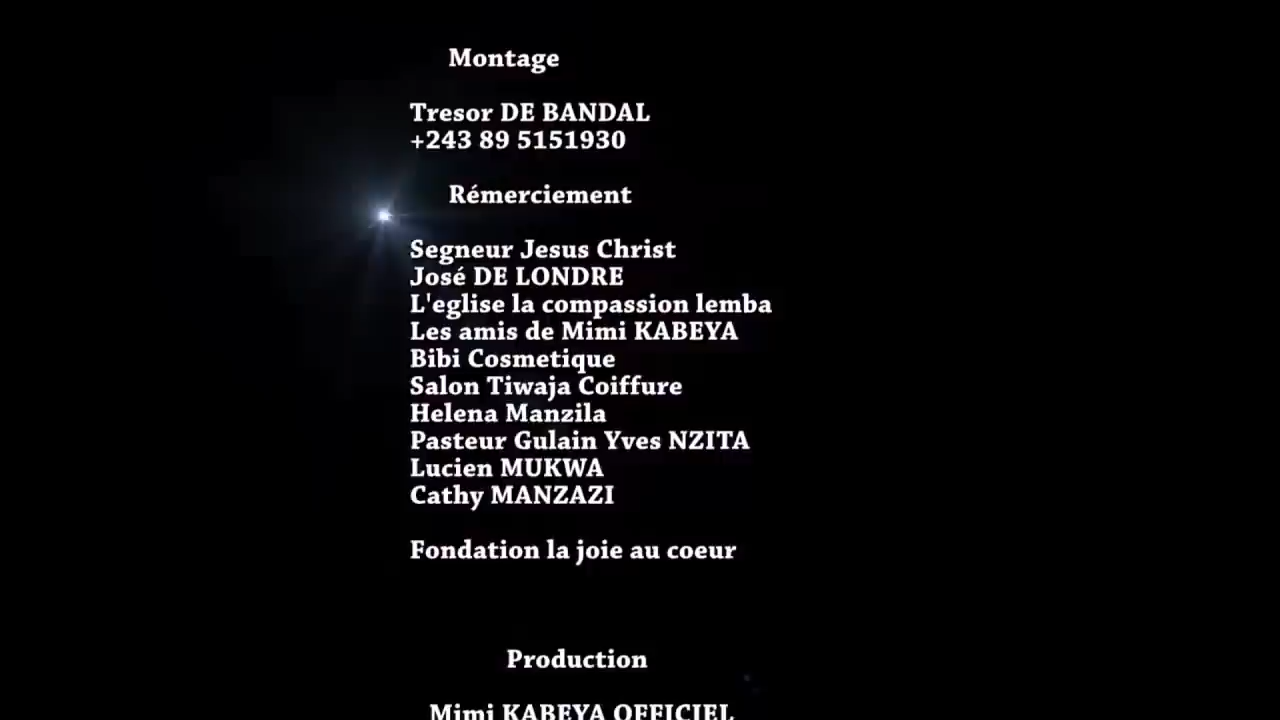 Montage
Tresor DE BANDAL
+243 89 5151930
Rémerciement
Segneur Jesus Christ
José DE LONDRE
L'eglise la compassion lemba
Les amis de Mimi KABEYA
Bibi Cosmetique
Salon Tiwaja Coiffure
Helena Manzila
Pasteur Gulain Yves NZITA
Lucien MUKWA
Cathy MANZAZI
Fondation la joie au coeur
Production
Mimi KABEYA OFFICIEL